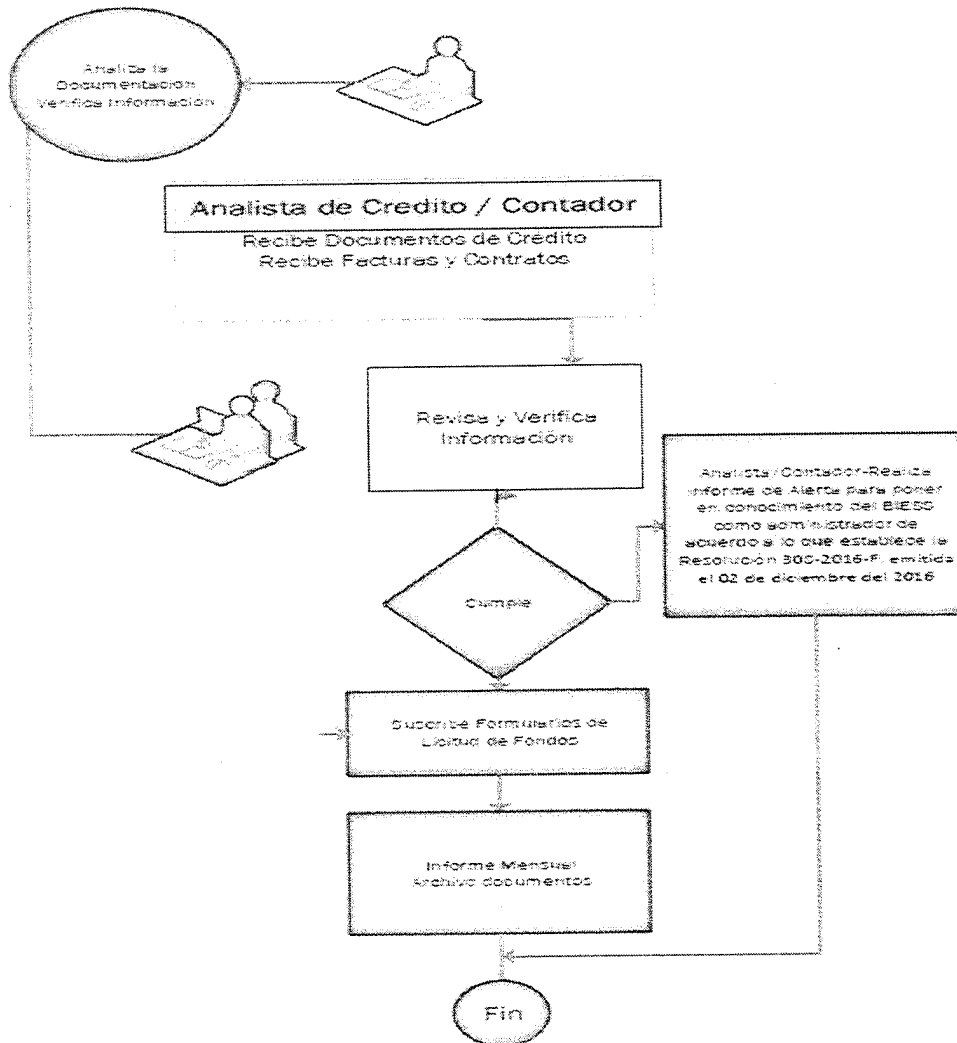 Analiza la
Documentación
Verifica Información
Analista de Credito / Contador
Recibe Documentos de Crédito
Recibe Facturas y Contratos
Revisa y Verifica
Información
Analista/Contador-Realiza
Informe de Alerta para poner
en conocimiento del BIESS
como administrador de
acuerdo a lo que establece la
Resolución 305-2016-F, emitida
el 02 de diciembre del 2016
Cumple
Suscribe Formularios de
Licitud de Fondos
Informe Mensual
Archivo documentos
Fin